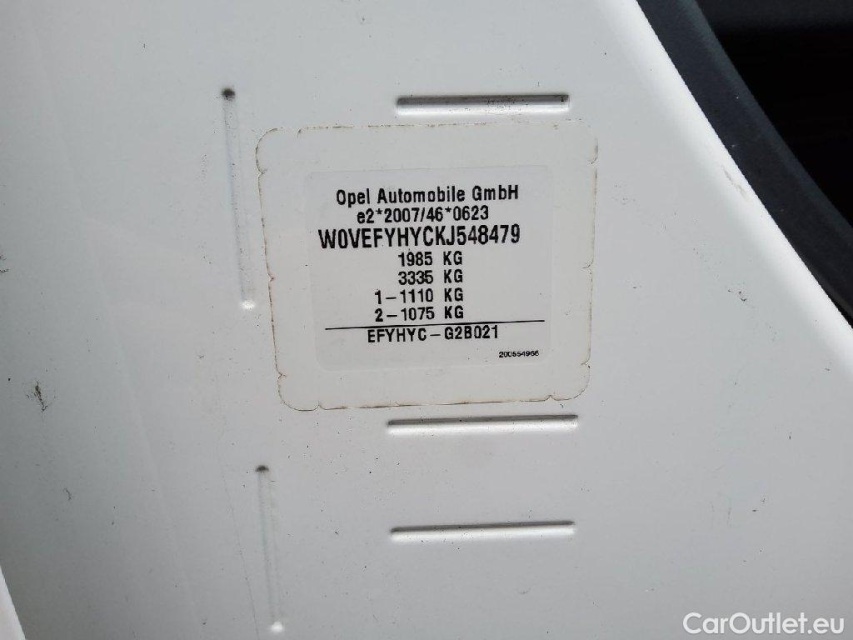 Opel Automobile GmbH
e2*2007/46*0623
W0VEFYHYCKJ548479
1985 KG
3335 KG
1-1110 KG
2-1075 KG
EFYHYC-G2B021
200554966
CarOutlet.eu